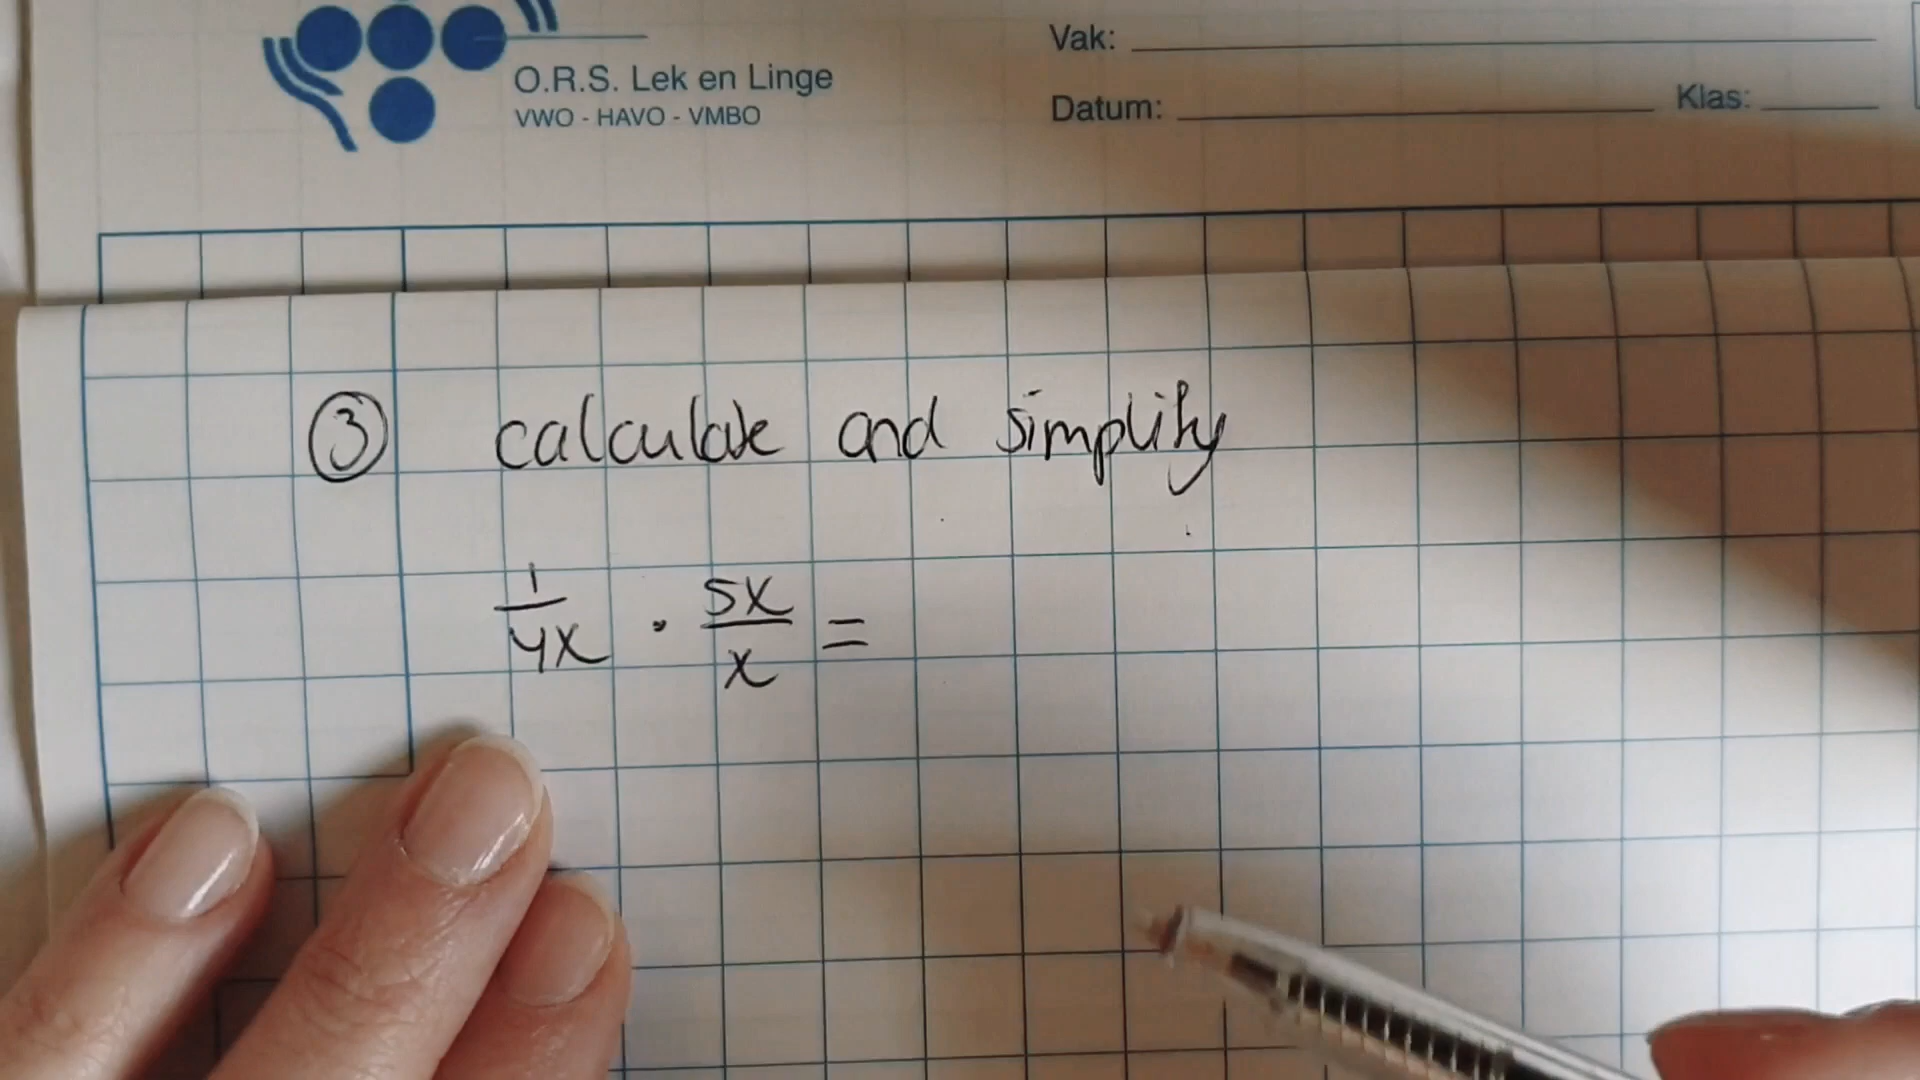 O.R.S. Lek en Linge
VWO - HAVO - VMBO
Vak:
Datum: Klas:
③ calculate and simplify
1/4x · 5x/x =